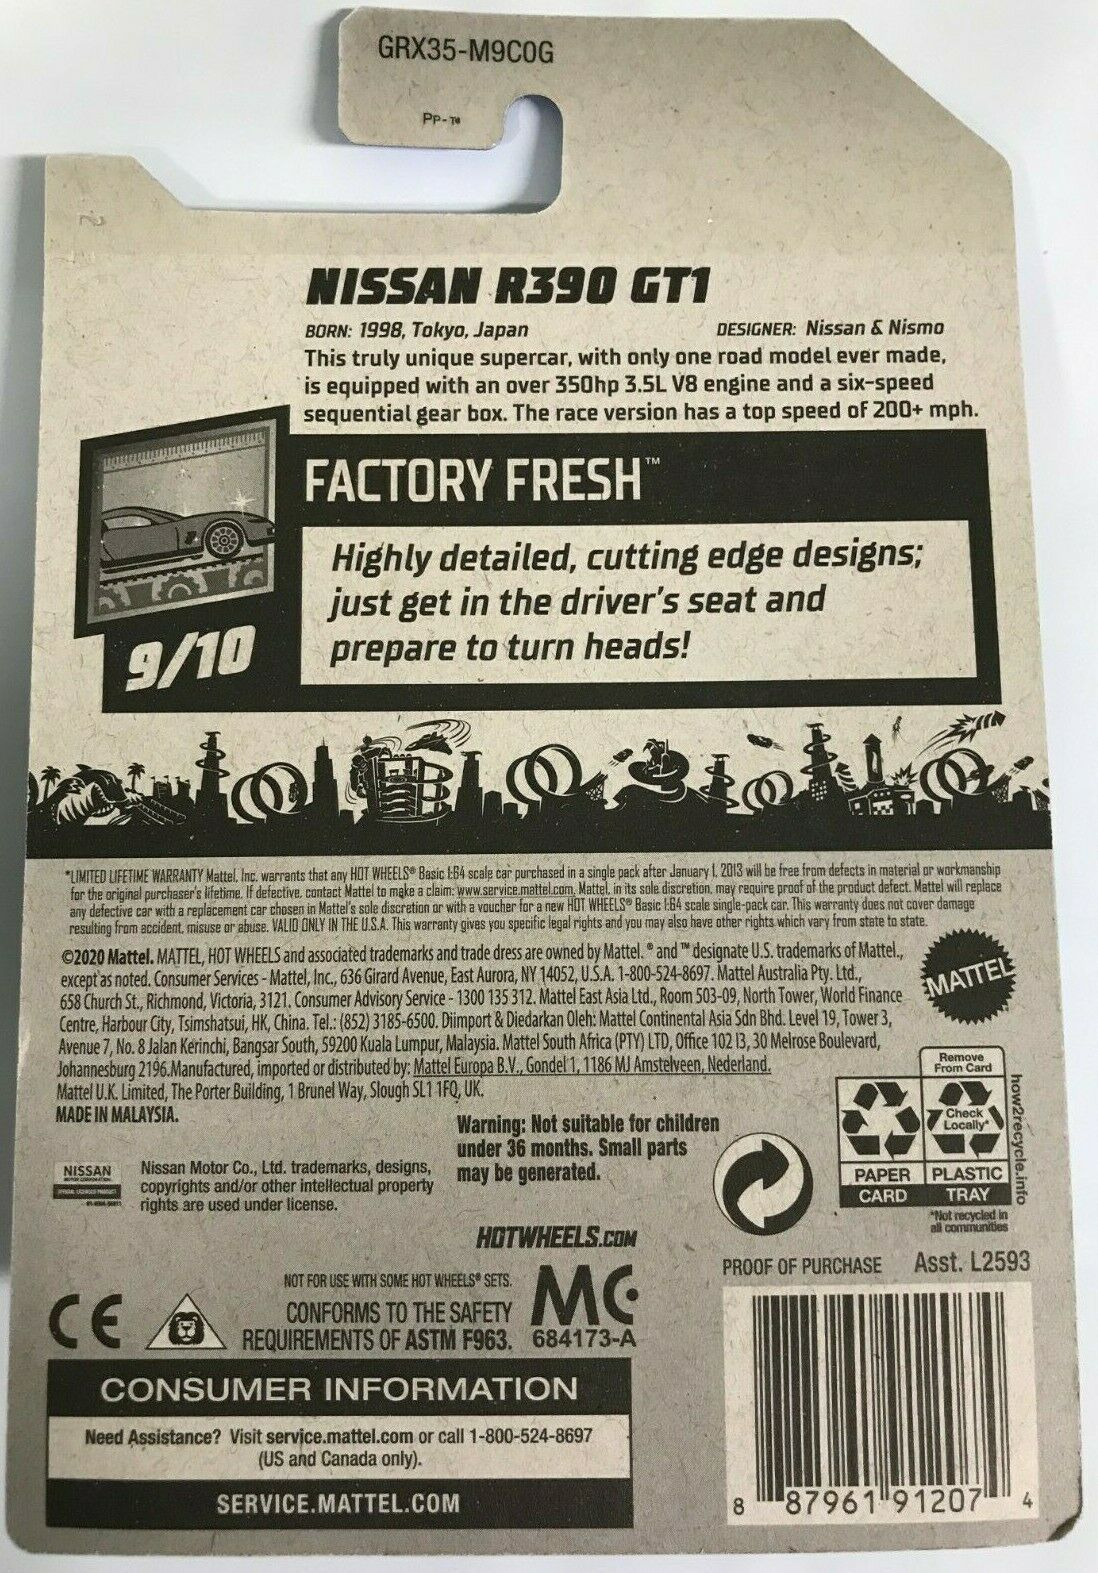 GRX35-M9C0G
PP-™
2
NISSAN R390 GT1
BORN: 1998, Tokyo, Japan
DESIGNER: Nissan & Nismo
This truly unique supercar, with only one road model ever made,
is equipped with an over 350hp 3.5L V8 engine and a six-speed
sequential gear box. The race version has a top speed of 200+ mph.
FACTORY FRESH™
Highly detailed, cutting edge designs;
just get in the driver's seat and
prepare to turn heads!
9/10
*LIMITED LIFETIME WARRANTY Mattel, Inc. warrants that any HOT WHEELS® Basic 1:64 scale car purchased in a single pack after January 1, 2013 will be free from defects in material or workmanship
for the original purchaser's lifetime. If defective, contact Mattel to make a claim: www.service.mattel.com. Mattel, in its sole discretion, may require proof of the product defect. Mattel will replace
any defective car with a replacement car chosen in Mattel's sole discretion or with a voucher for a new HOT WHEELS® Basic 1:64 scale single-pack car. This warranty does not cover damage
resulting from accident, misuse or abuse. VALID ONLY IN THE U.S.A. This warranty gives you specific legal rights and you may also have other rights which vary from state to state.
©2020 Mattel. MATTEL, HOT WHEELS and associated trademarks and trade dress are owned by Mattel. ® and ™ designate U.S. trademarks of Mattel.,
except as noted. Consumer Services - Mattel, Inc., 636 Girard Avenue, East Aurora, NY 14052, U.S.A. 1-800-524-8697. Mattel Australia Pty. Ltd.,
658 Church St., Richmond, Victoria, 3121. Consumer Advisory Service - 1300 135 312. Mattel East Asia Ltd., Room 503-09, North Tower, World Finance
Centre, Harbour City, Tsimshatsui, HK, China. Tel.: (852) 3185-6500. Diimport & Diedarkan Oleh: Mattel Continental Asia Sdn Bhd. Level 19, Tower 3,
Avenue 7, No. 8 Jalan Kerinchi, Bangsar South, 59200 Kuala Lumpur, Malaysia. Mattel South Africa (PTY) LTD, Office 102 I3, 30 Melrose Boulevard,
Johannesburg 2196.Manufactured, imported or distributed by: Mattel Europa B.V., Gondel 1, 1186 MJ Amstelveen, Nederland.
Mattel U.K. Limited, The Porter Building, 1 Brunel Way, Slough SL1 1FQ, UK.
MADE IN MALAYSIA.
MATTEL
Warning: Not suitable for children
under 36 months. Small parts
may be generated.
NISSAN
Nissan Motor Co., Ltd. trademarks, designs,
copyrights and/or other intellectual property
rights are used under license.
Remove
From Card
Check
Locally*
PAPER
CARD
PLASTIC
TRAY
how2recycle.info
*Not recycled in
all communities
HOTWHEELS.COM
NOT FOR USE WITH SOME HOT WHEELS® SETS.
CE
CONFORMS TO THE SAFETY
REQUIREMENTS OF ASTM F963.
MC
684173-A
PROOF OF PURCHASE
Asst. L2593
CONSUMER INFORMATION
Need Assistance? Visit service.mattel.com or call 1-800-524-8697
(US and Canada only).
SERVICE.MATTEL.COM
8 87961 91207 4